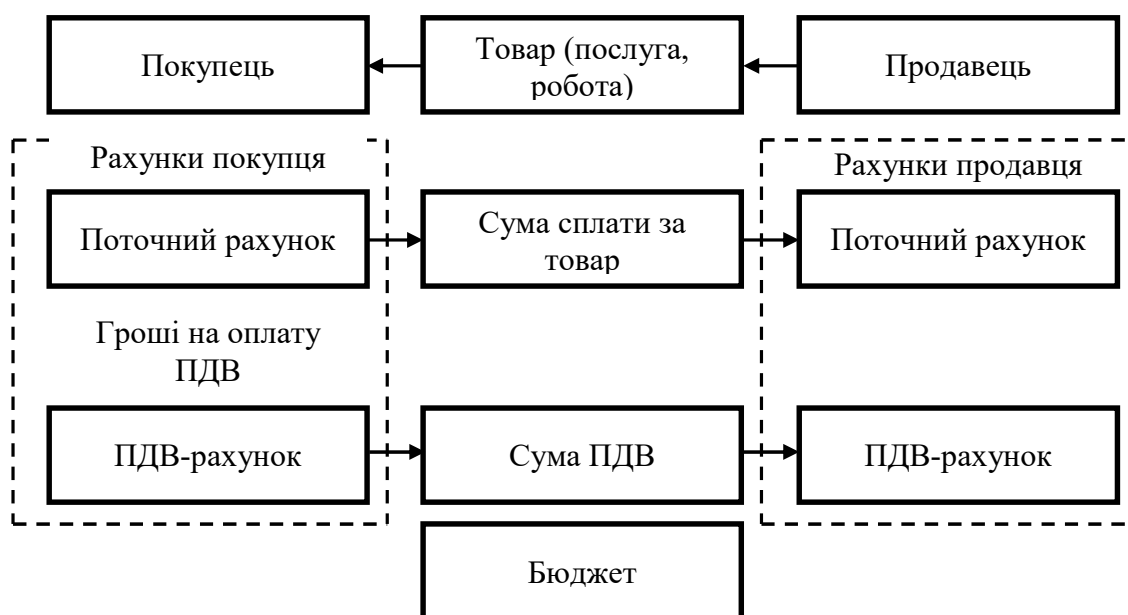 Покупець
Товар (послуга,
робота)
Продавець
Рахунки покупця
Рахунки продавця
Поточний рахунок
Сума сплати за
товар
Поточний рахунок
Гроші на оплату
ПДВ
ПДВ-рахунок
Сума ПДВ
ПДВ-рахунок
Бюджет